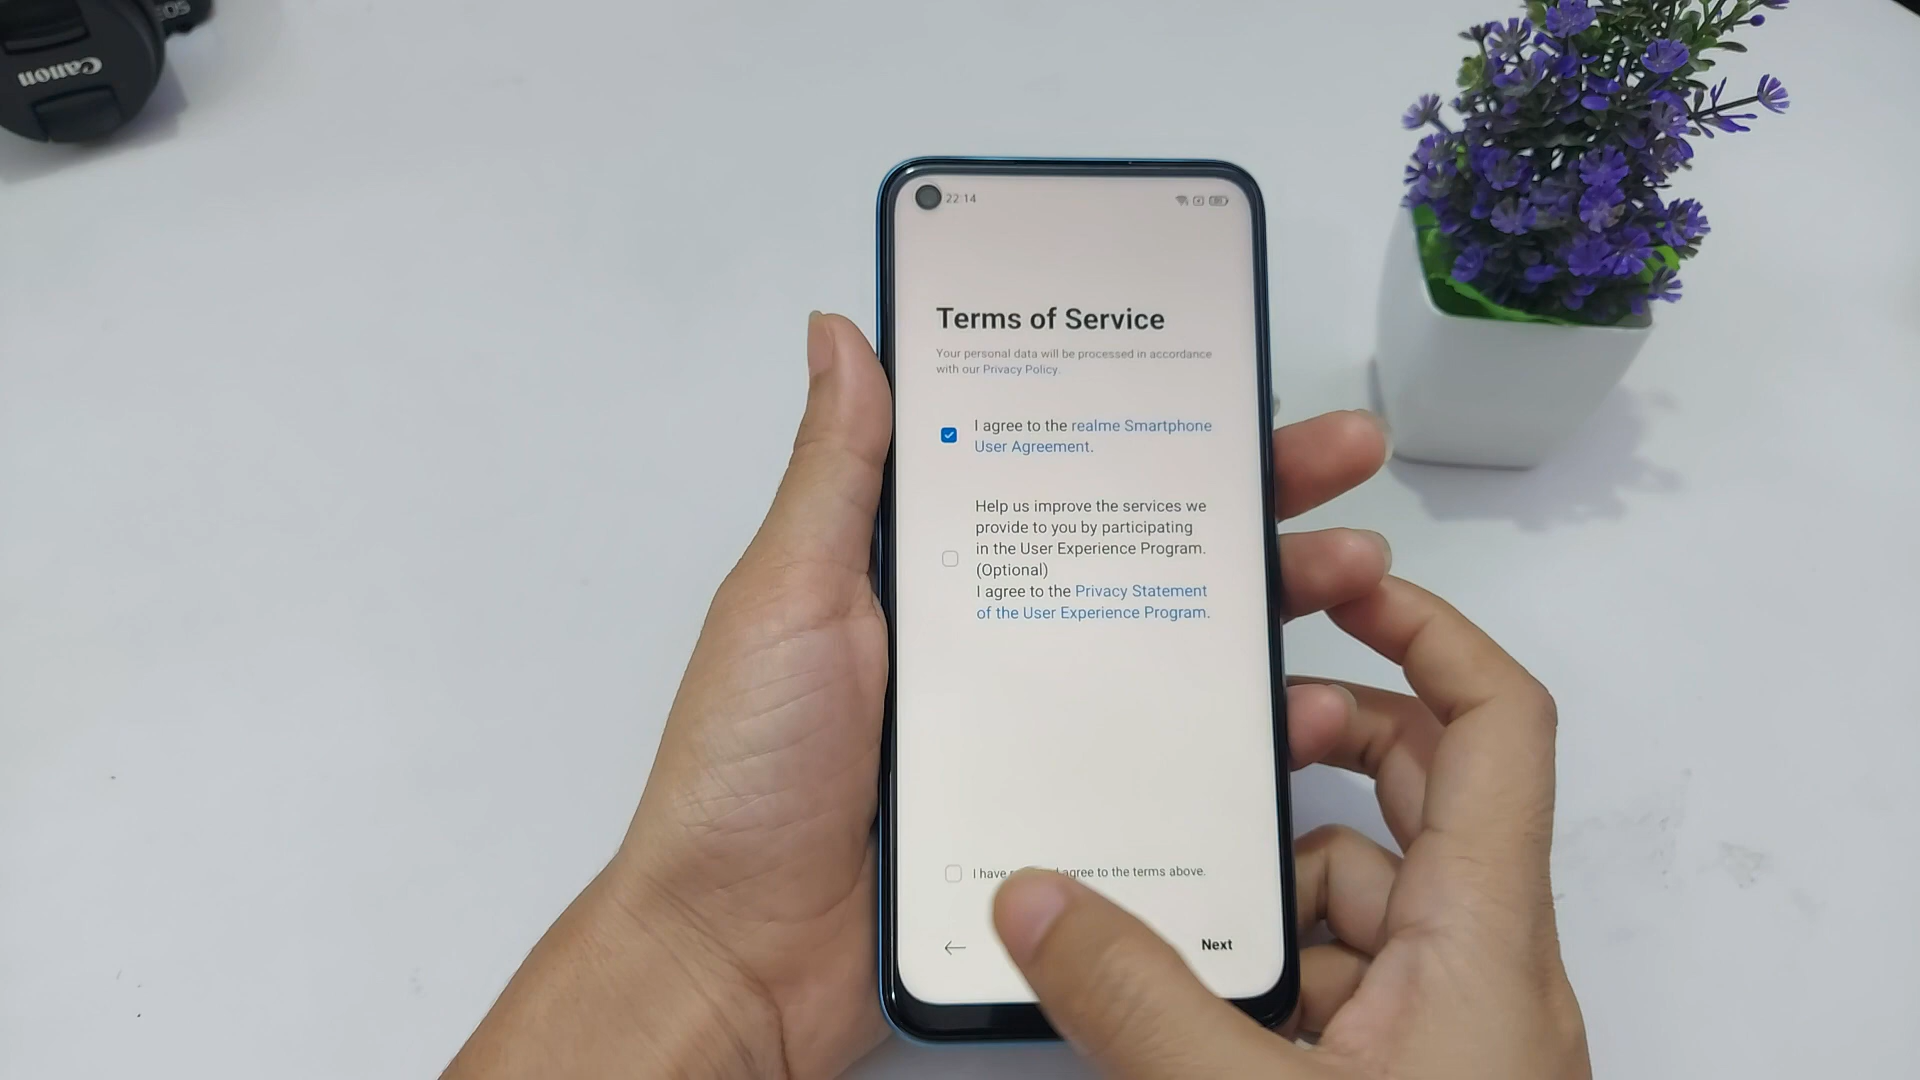 Canon
22:14
Terms of Service
Your personal data will be processed in accordance
with our Privacy Policy.
I agree to the realme Smartphone
User Agreement.
Help us improve the services we
provide to you by participating
in the User Experience Program.
(Optional)
I agree to the Privacy Statement
of the User Experience Program.
I have agree to the terms above.
Next